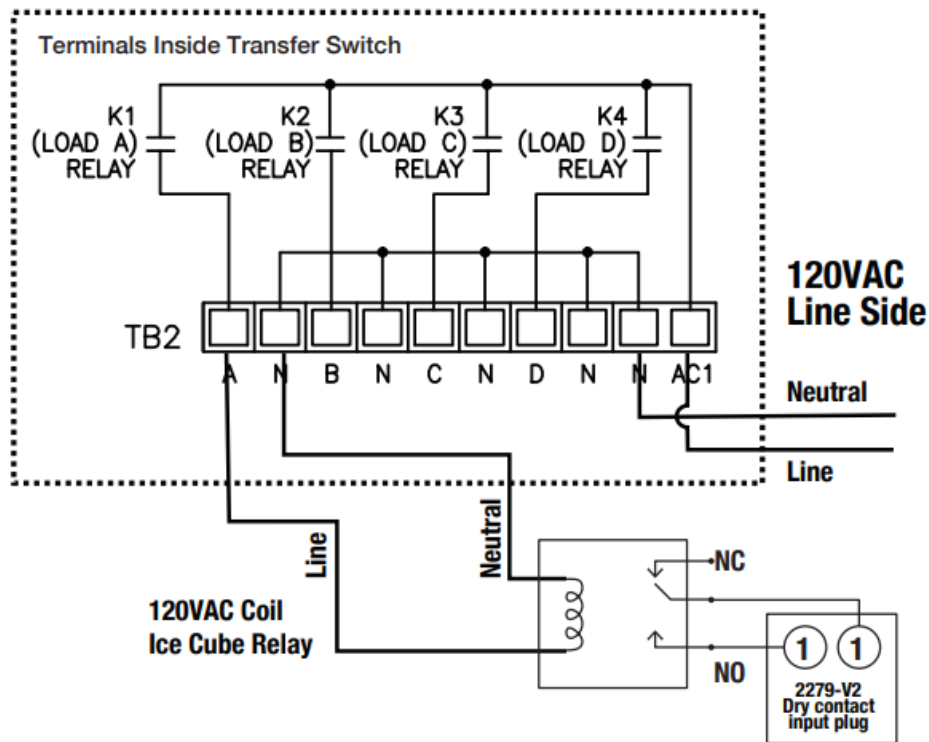 Terminals Inside Transfer Switch
K1
(LOAD A)
RELAY
K2
(LOAD B)
RELAY
K3
(LOAD C)
RELAY
K4
(LOAD D)
RELAY
120VAC
Line Side
TB2
A N B N C N D N N AC1
Neutral
Line
Line
Neutral
120VAC Coil
Ice Cube Relay
NC
NO
1 1
2279-V2
Dry contact
input plug